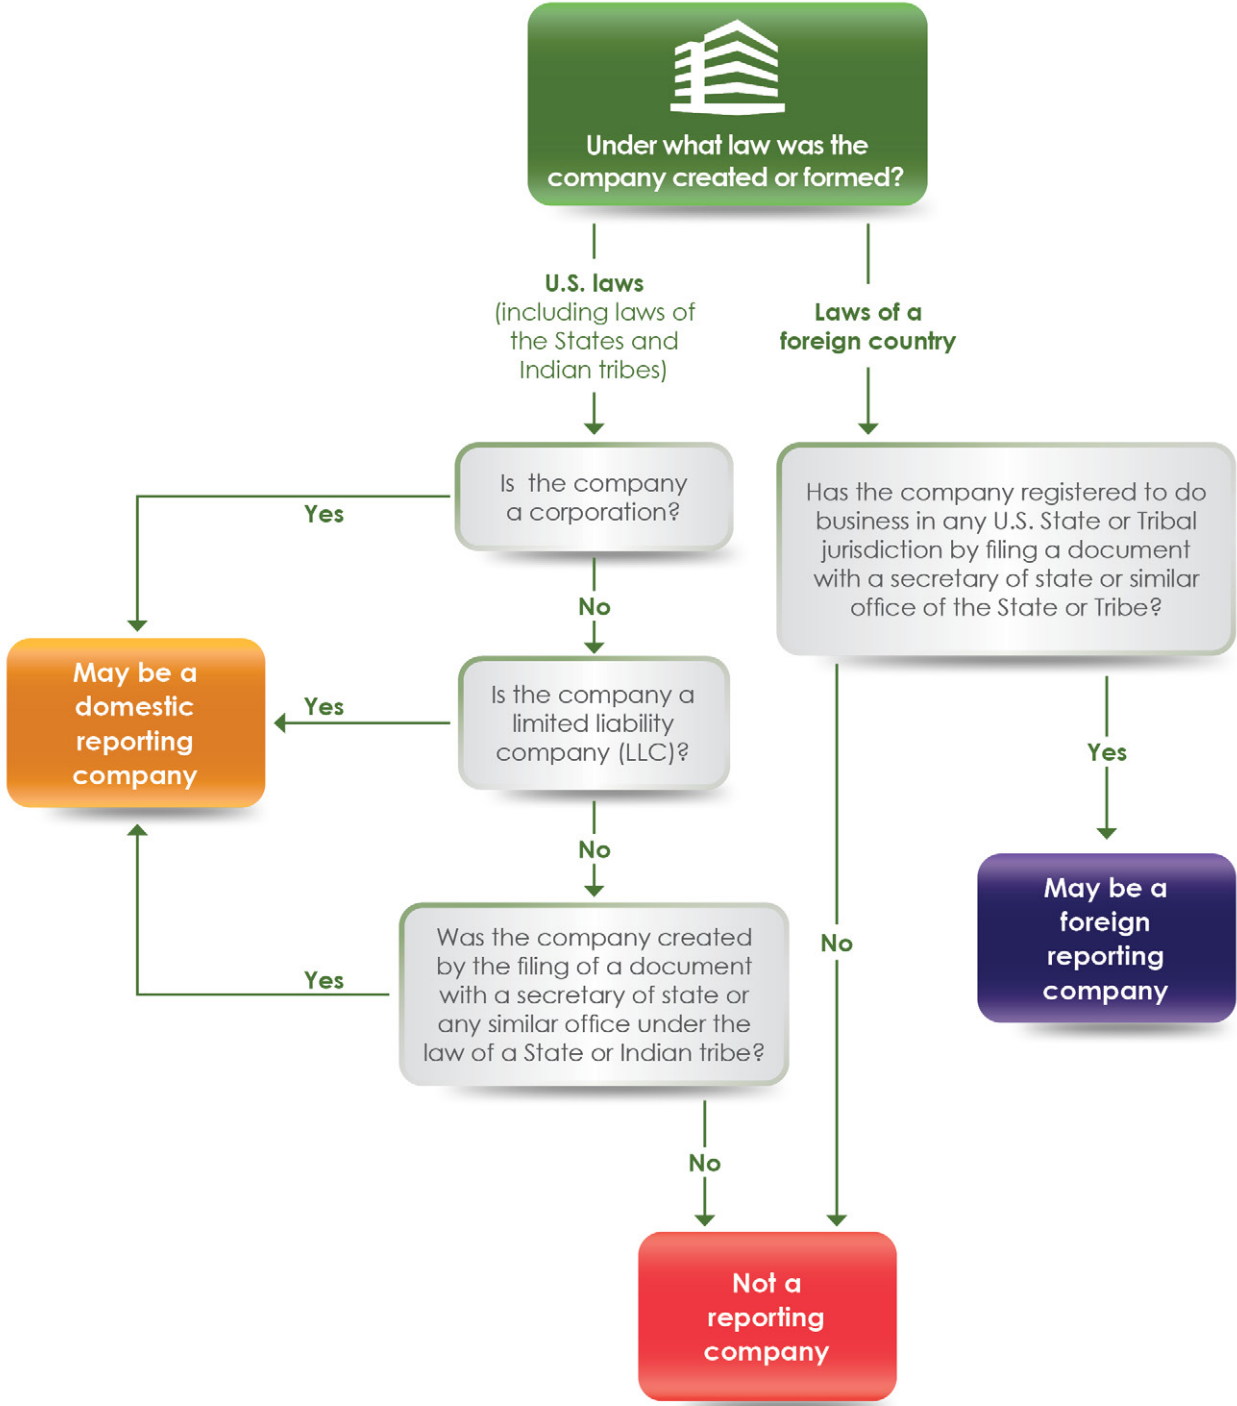 Under what law was the
company created or formed?
U.S. laws
(including laws of
the States and
Indian tribes)
Laws of a
foreign country
Is the company
a corporation?
Has the company registered to do
business in any U.S. State or Tribal
jurisdiction by filing a document
with a secretary of state or similar
office of the State or Tribe?
Yes
No
May be a
domestic
reporting
company
Yes
Is the company a
limited liability
company (LLC)?
Yes
No
May be a
foreign
reporting
company
Was the company created
by the filing of a document
with a secretary of state or
any similar office under the
law of a State or Indian tribe?
No
Yes
No
Not a
reporting
company